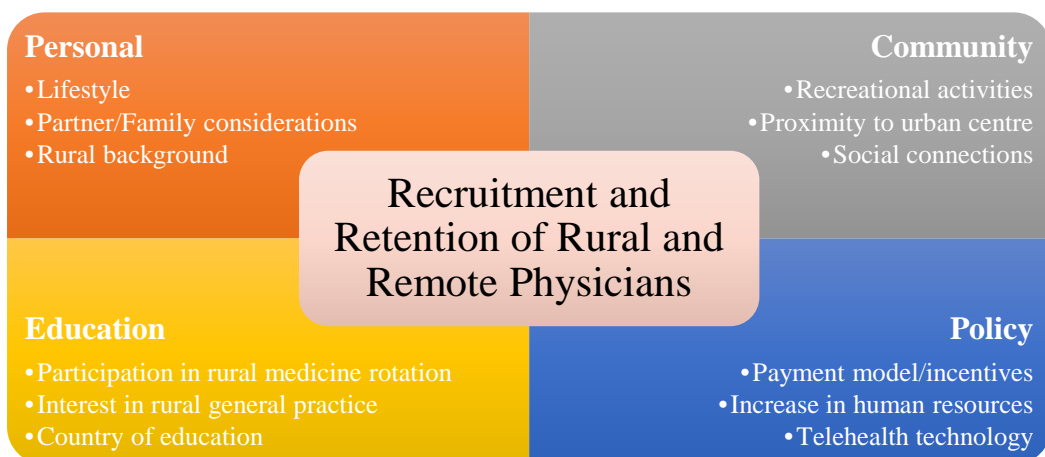 Personal
•Lifestyle
•Partner/Family considerations
•Rural background
Community
•Recreational activities
•Proximity to urban centre
•Social connections
Recruitment and
Retention of Rural and
Remote Physicians
Education
•Participation in rural medicine rotation
•Interest in rural general practice
•Country of education
Policy
•Payment model/incentives
•Increase in human resources
•Telehealth technology